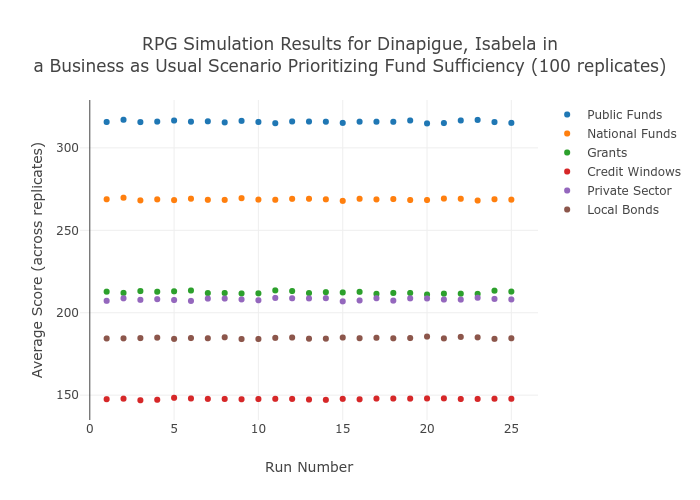 RPG Simulation Results for Dinapigue, Isabela in
a Business as Usual Scenario Prioritizing Fund Sufficiency (100 replicates)
Average Score (across replicates)
300
250
200
150
0
5
10
15
20
25
Run Number
Public Funds
National Funds
Grants
Credit Windows
Private Sector
Local Bonds